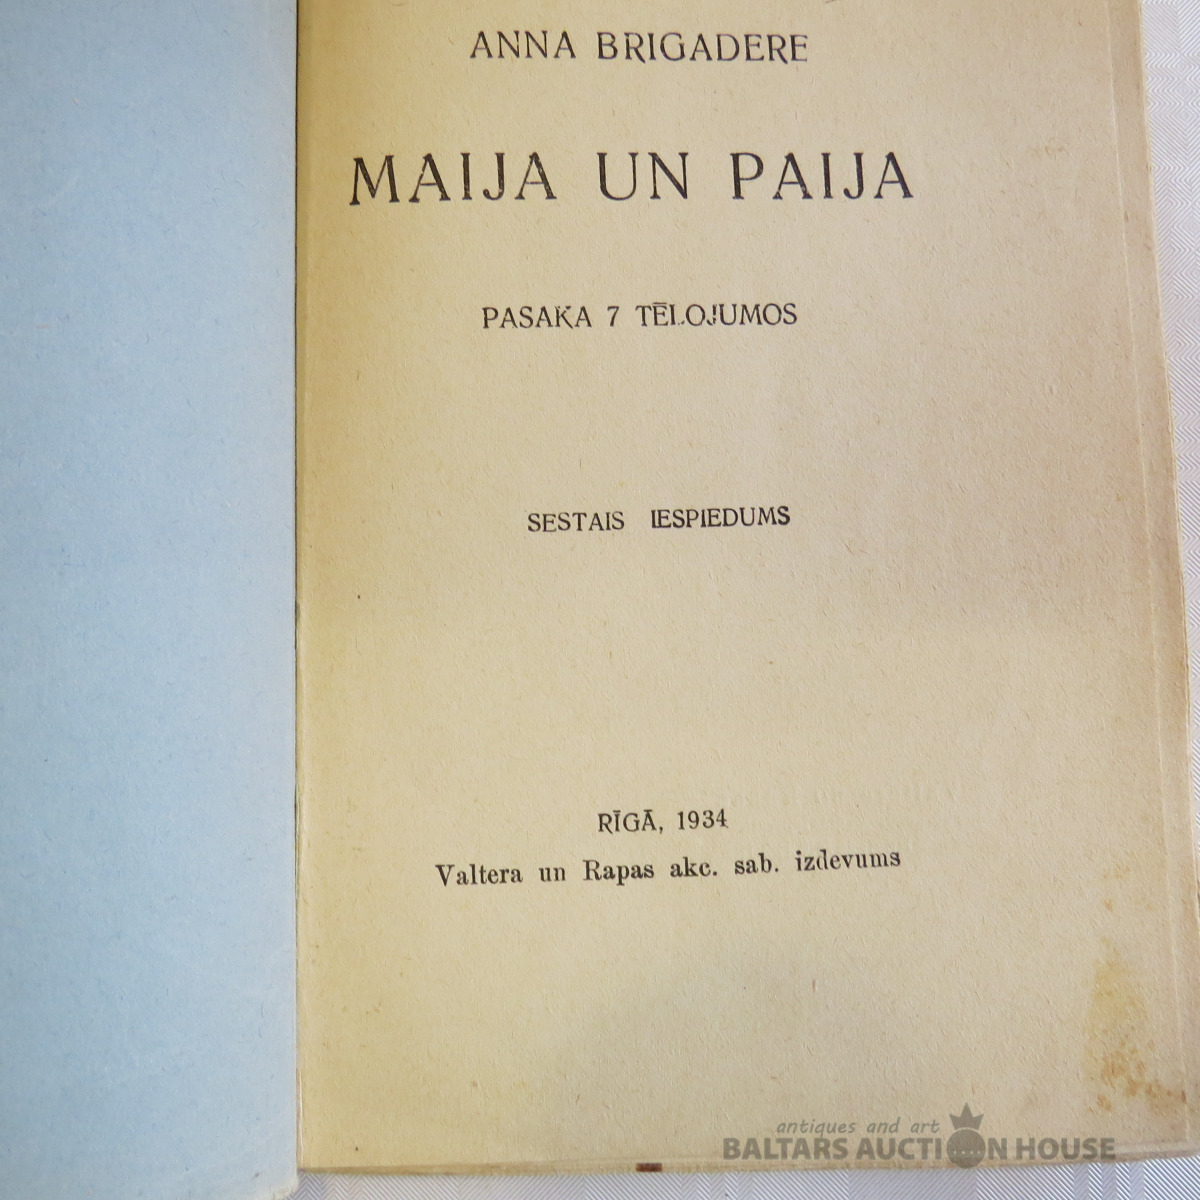 ANNA BRIGADERE
MAIJA UN PAIJA
PASAKA 7 TĒLOJUMOS
SESTAIS IESPIEDUMS
RĪGĀ, 1934
Valtera un Rapas akc. sab. izdevums
antiques and art
BALTARS AUCTION HOUSE